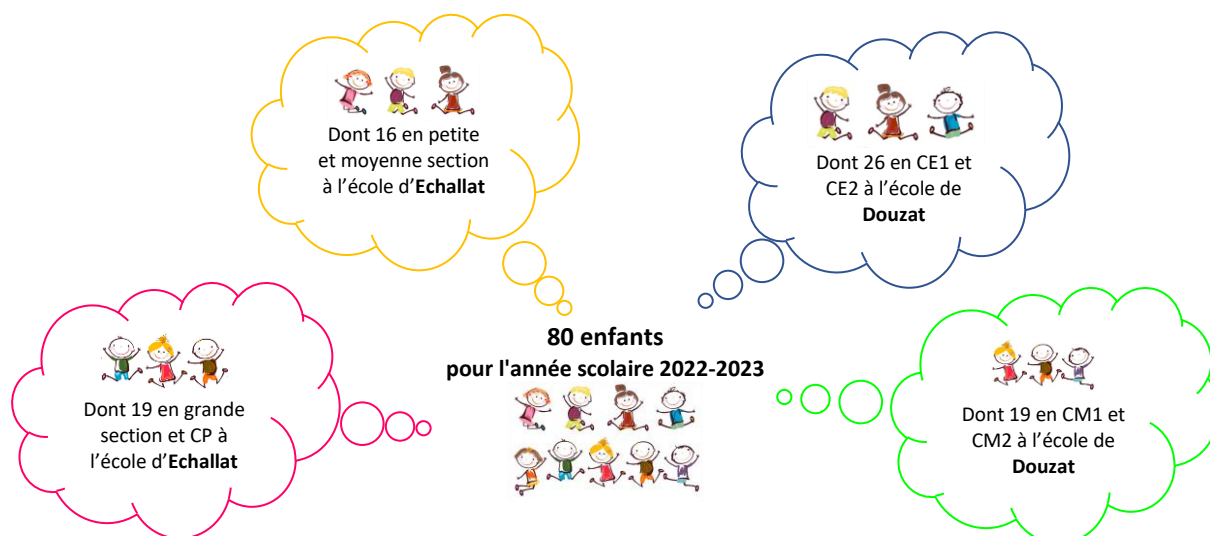 Dont 16 en petite
et moyenne section
à l'école d'Echallat
Dont 26 en CE1 et
CE2 à l'école de
Douzat
80 enfants
pour l'année scolaire 2022-2023
Dont 19 en grande
section et CP à
l'école d'Echallat
Dont 19 en CM1 et
CM2 à l'école de
Douzat